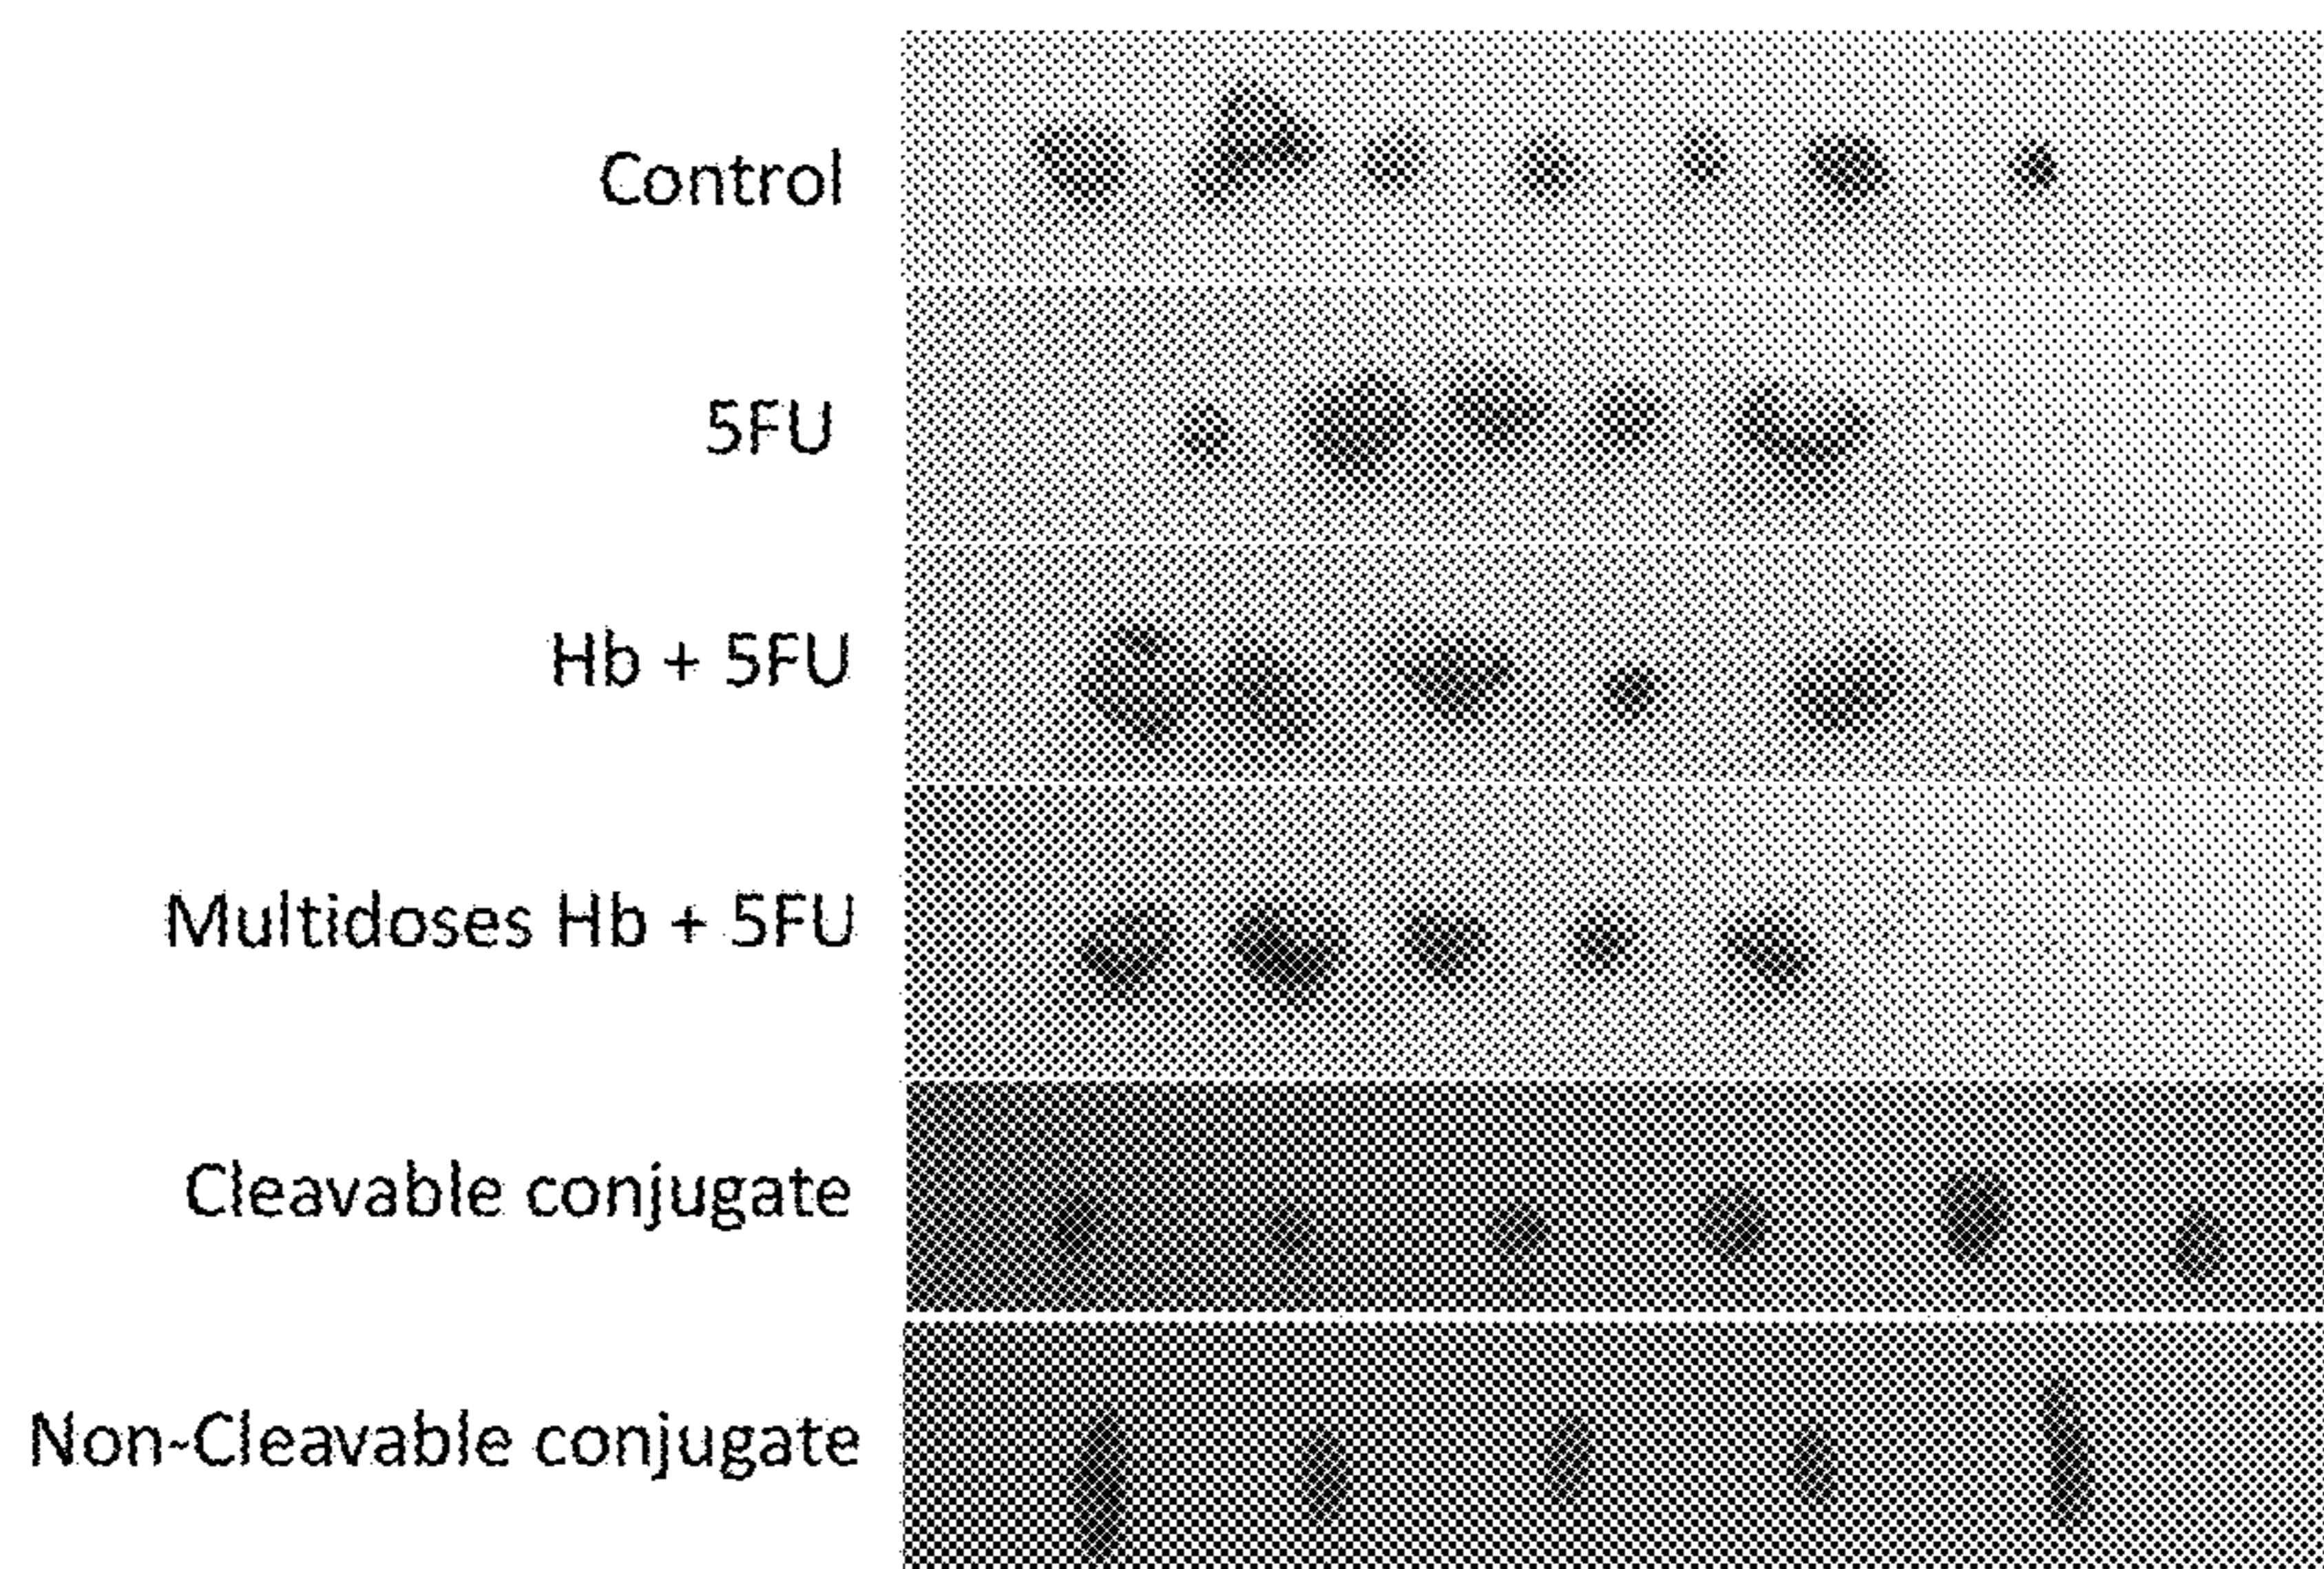 Control
5FU
Hb + 5FU
Multidoses Hb + 5FU
Cleavable conjugate
Non-Cleavable conjugate